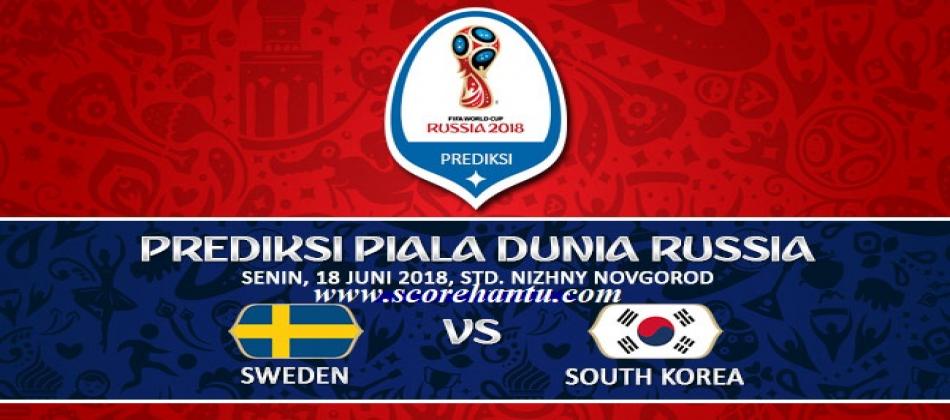 FIFA WORLD CUP
RUSSIA 2018
PREDIKSI
PREDIKSI PIALA DUNIA RUSSIA
SENIN, 18 JUNI 2018, STD. NIZHNY NOVGOROD
www.scorehantu.com
VS
SWEDEN
SOUTH KOREA